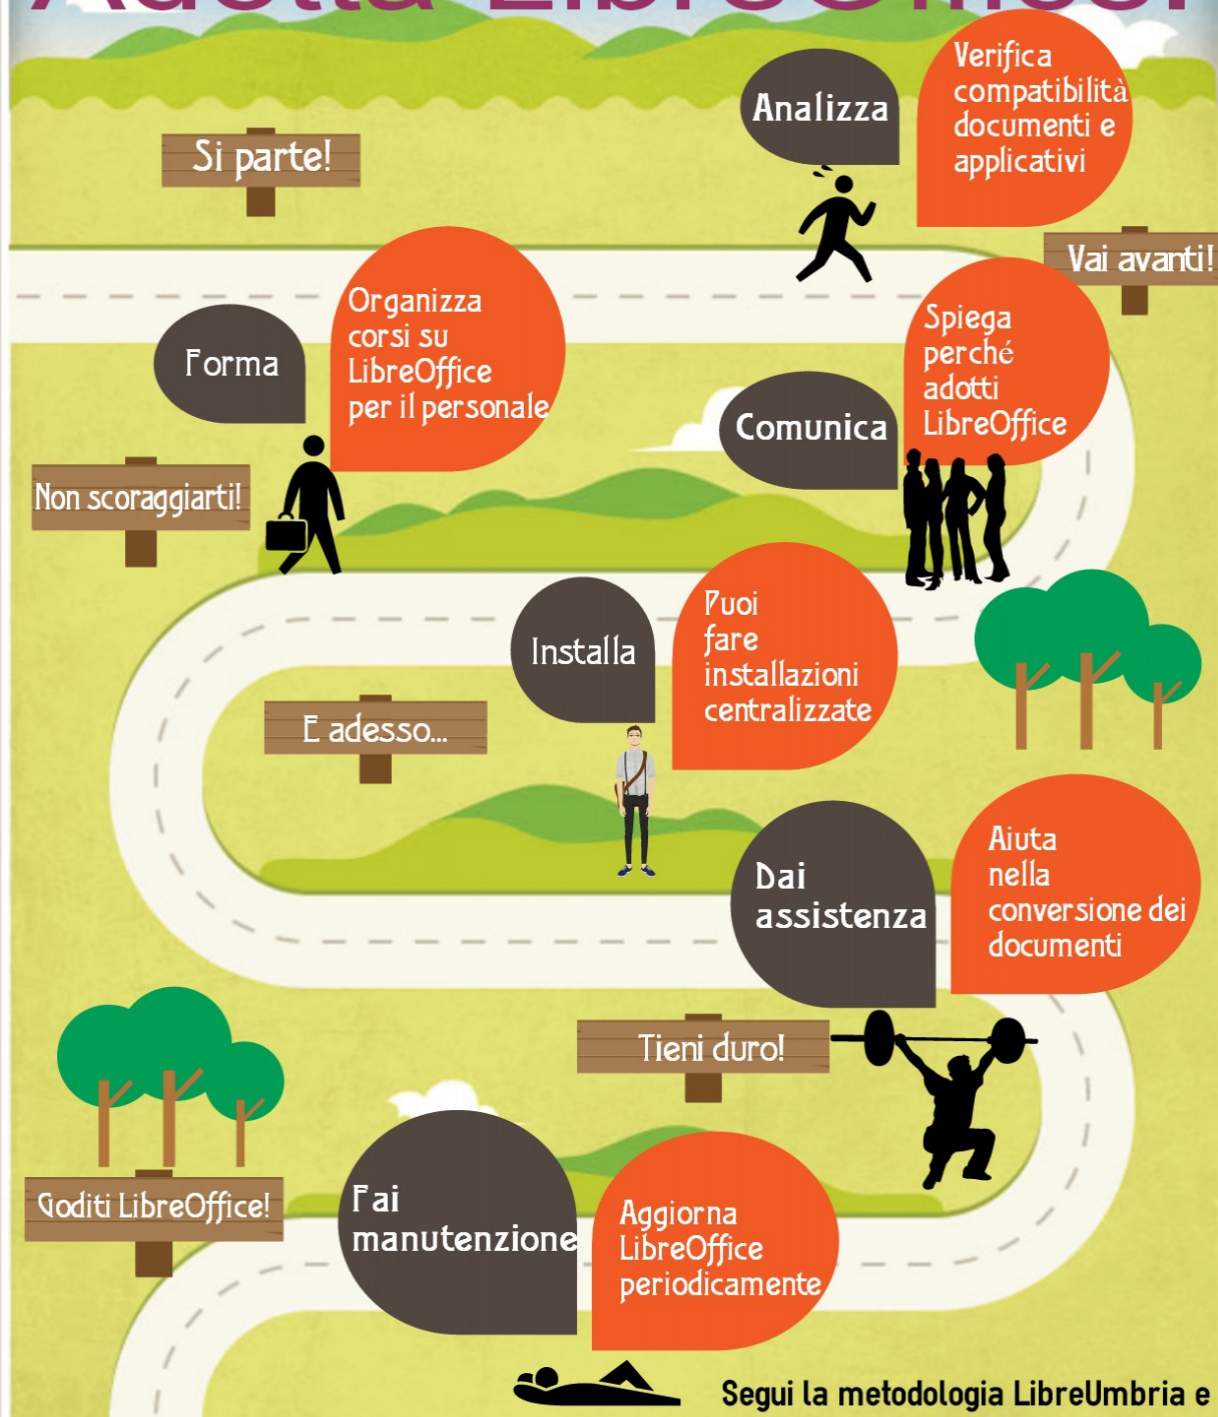 Adotta LibreOffice!
Analizza
Verifica
compatibilità
documenti e
applicativi
Si parte!
Vai avanti!
Organizza
corsi su
LibreOffice
per il personale
Forma
Spiega
perché
adotti
LibreOffice
Comunica
Non scoraggiarti!
Installa
Puoi
fare
installazioni
centralizzate
E adesso...
Dai
assistenza
Aiuta
nella
conversione dei
documenti
Tieni duro!
Goditi LibreOffice!
Fai
manutenzione
Aggiorna
LibreOffice
periodicamente
Segui la metodologia LibreUmbria e